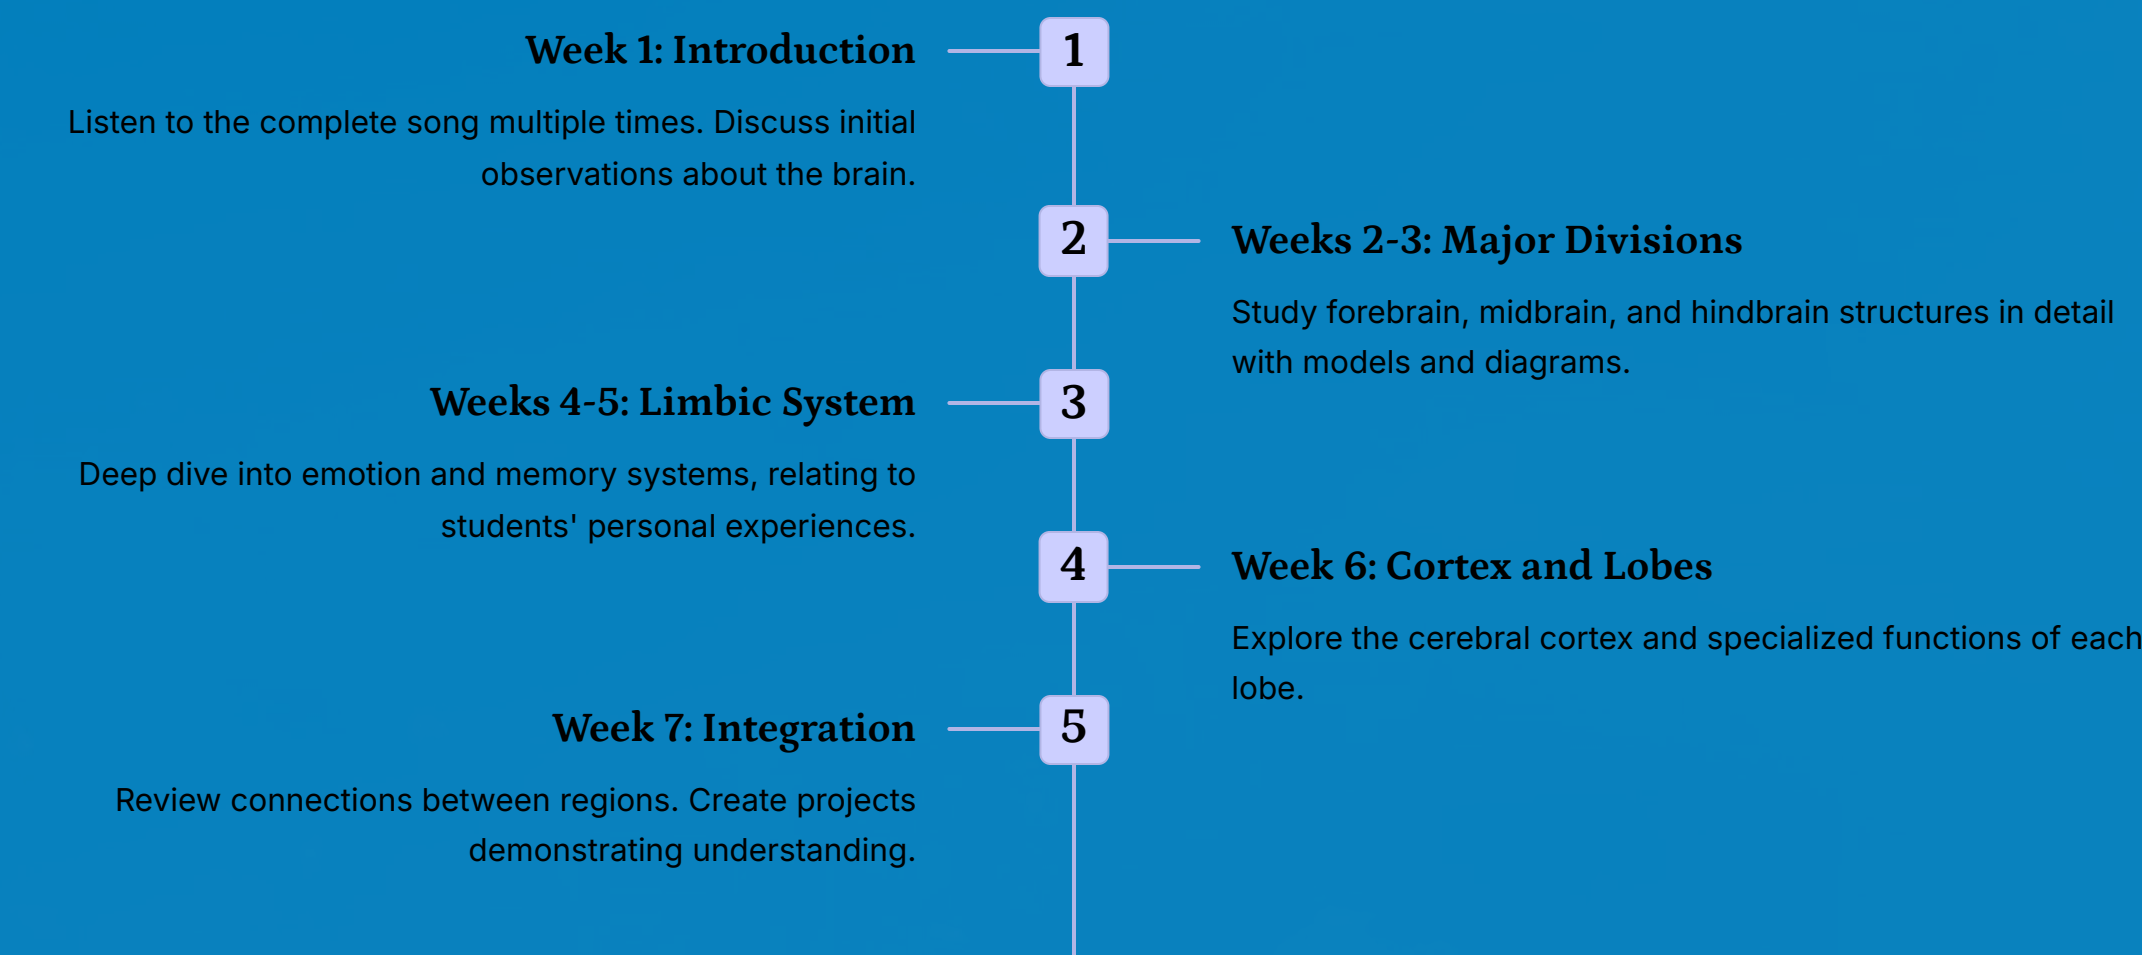 Week 1: Introduction
1
Listen to the complete song multiple times. Discuss initial
observations about the brain.
2
Weeks 2-3: Major Divisions
Study forebrain, midbrain, and hindbrain structures in detail
with models and diagrams.
Weeks 4-5: Limbic System
3
Deep dive into emotion and memory systems, relating to
students' personal experiences.
4
Week 6: Cortex and Lobes
Explore the cerebral cortex and specialized functions of each
lobe.
Week 7: Integration
5
Review connections between regions. Create projects
demonstrating understanding.